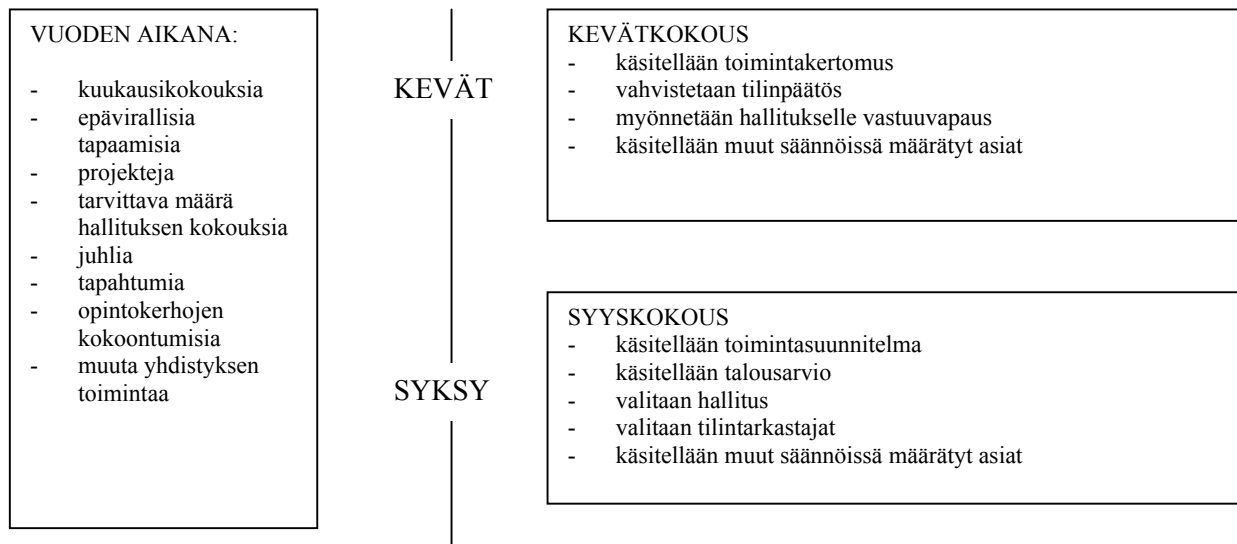 VUODEN AIKANA:
- kuukausikokouksia
- epävirallisia
tapaamisia
- projekteja
- tarvittava määrä
hallituksen kokouksia
- juhlia
- tapahtumia
- opintokerhojen
kokoontumisia
- muuta yhdistyksen
toimintaa
KEVÄT
KEVÄTKOKOUS
- käsitellään toimintakertomus
- vahvistetaan tilinpäätös
- myönnetään hallitukselle vastuuvapaus
- käsitellään muut säännöissä määrätyt asiat
SYKSY
SYYSKOKOUS
- käsitellään toimintasuunnitelma
- käsitellään talousarvio
- valitaan hallitus
- valitaan tilintarkastajat
- käsitellään muut säännöissä määrätyt asiat